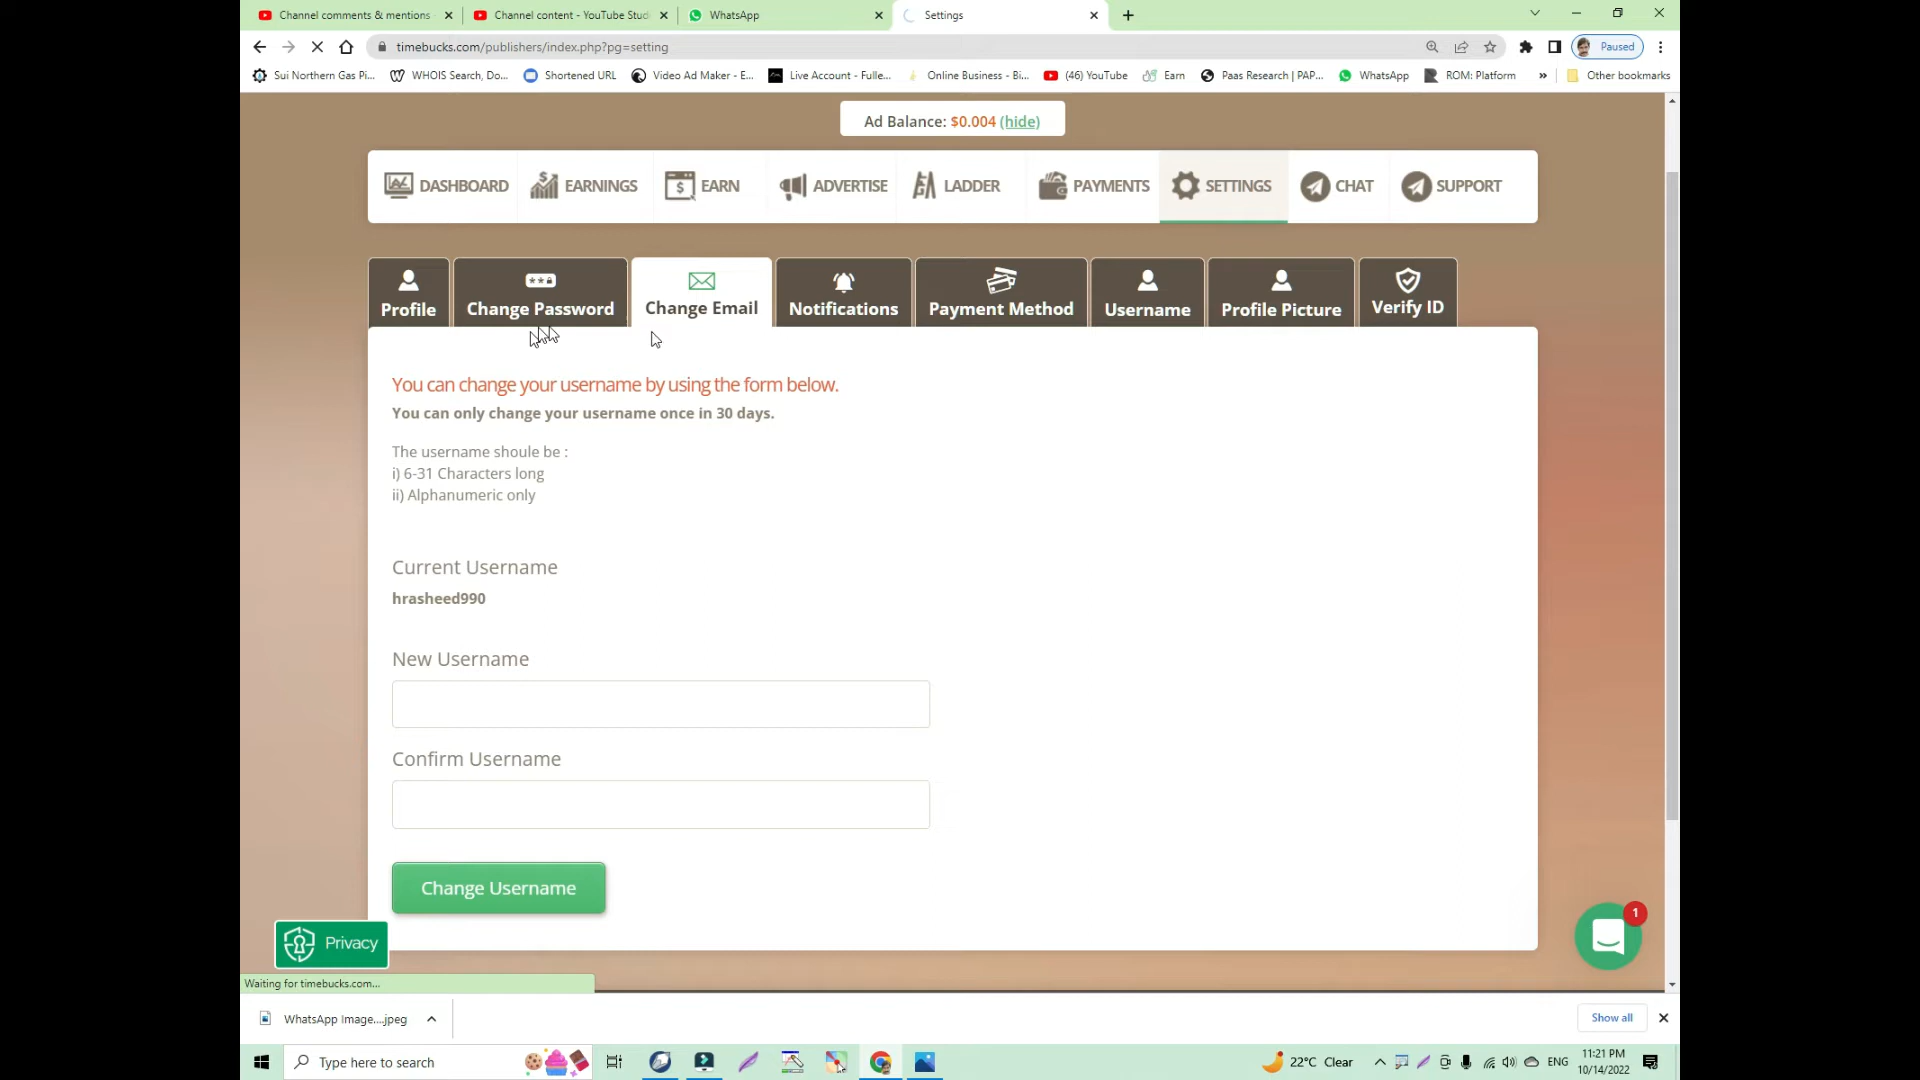 Channel comments & mentions
Channel content - YouTube Stud
WhatsApp
Settings
timebucks.com/publishers/index.php?pg=setting
Paused
Sui Northern Gas Pi...
WHOIS Search, Do...
Shortened URL
Video Ad Maker - E...
Live Account - Fulle...
Online Business - Bi...
(46) YouTube
Earn
Paas Research | PAP...
WhatsApp
ROM: Platform
»
Other bookmarks
Ad Balance: $0.004 (hide)
DASHBOARD
EARNINGS
EARN
ADVERTISE
LADDER
PAYMENTS
SETTINGS
CHAT
SUPPORT
Profile
Change Password
Change Email
Notifications
Payment Method
Username
Profile Picture
Verify ID
You can change your username by using the form below.
You can only change your username once in 30 days.
The username shoule be :
i) 6-31 Characters long
ii) Alphanumeric only
Current Username
hrasheed990
New Username
Confirm Username
Change Username
1
Privacy
Waiting for timebucks.com...
WhatsApp Image....jpeg
Show all
Type here to search
22°C Clear
ENG
11:21 PM
10/14/2022